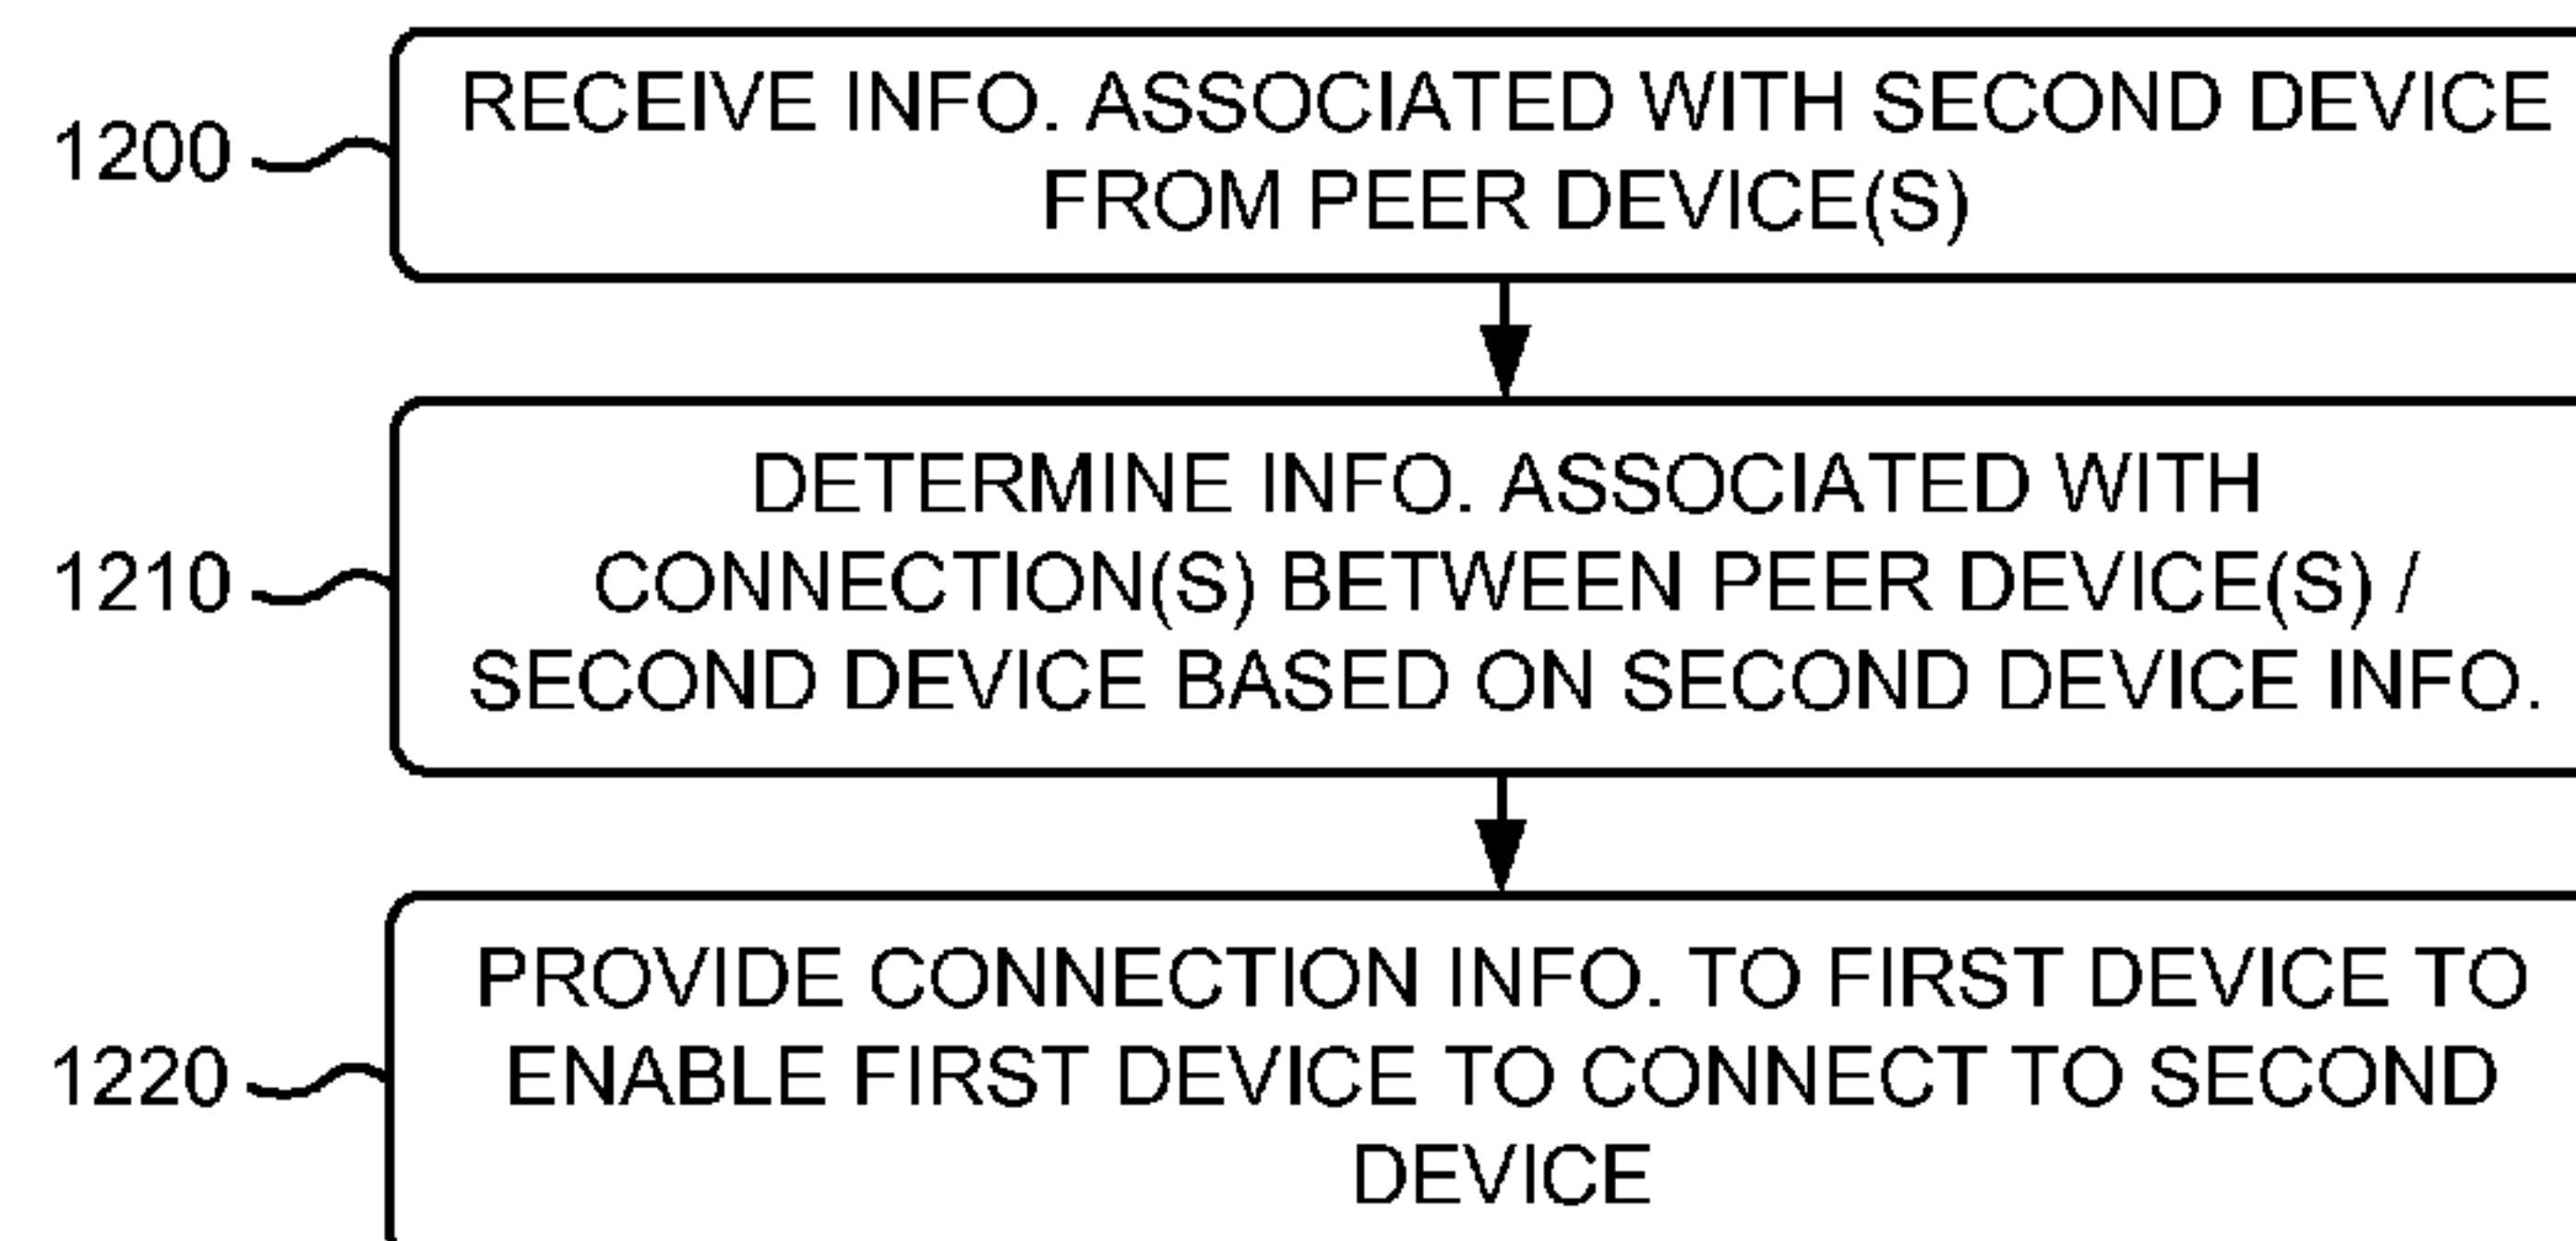 1200
RECEIVE INFO. ASSOCIATED WITH SECOND DEVICE
FROM PEER DEVICE(S)
1210
DETERMINE INFO. ASSOCIATED WITH
CONNECTION(S) BETWEEN PEER DEVICE(S) /
SECOND DEVICE BASED ON SECOND DEVICE INFO.
1220
PROVIDE CONNECTION INFO. TO FIRST DEVICE TO
ENABLE FIRST DEVICE TO CONNECT TO SECOND
DEVICE